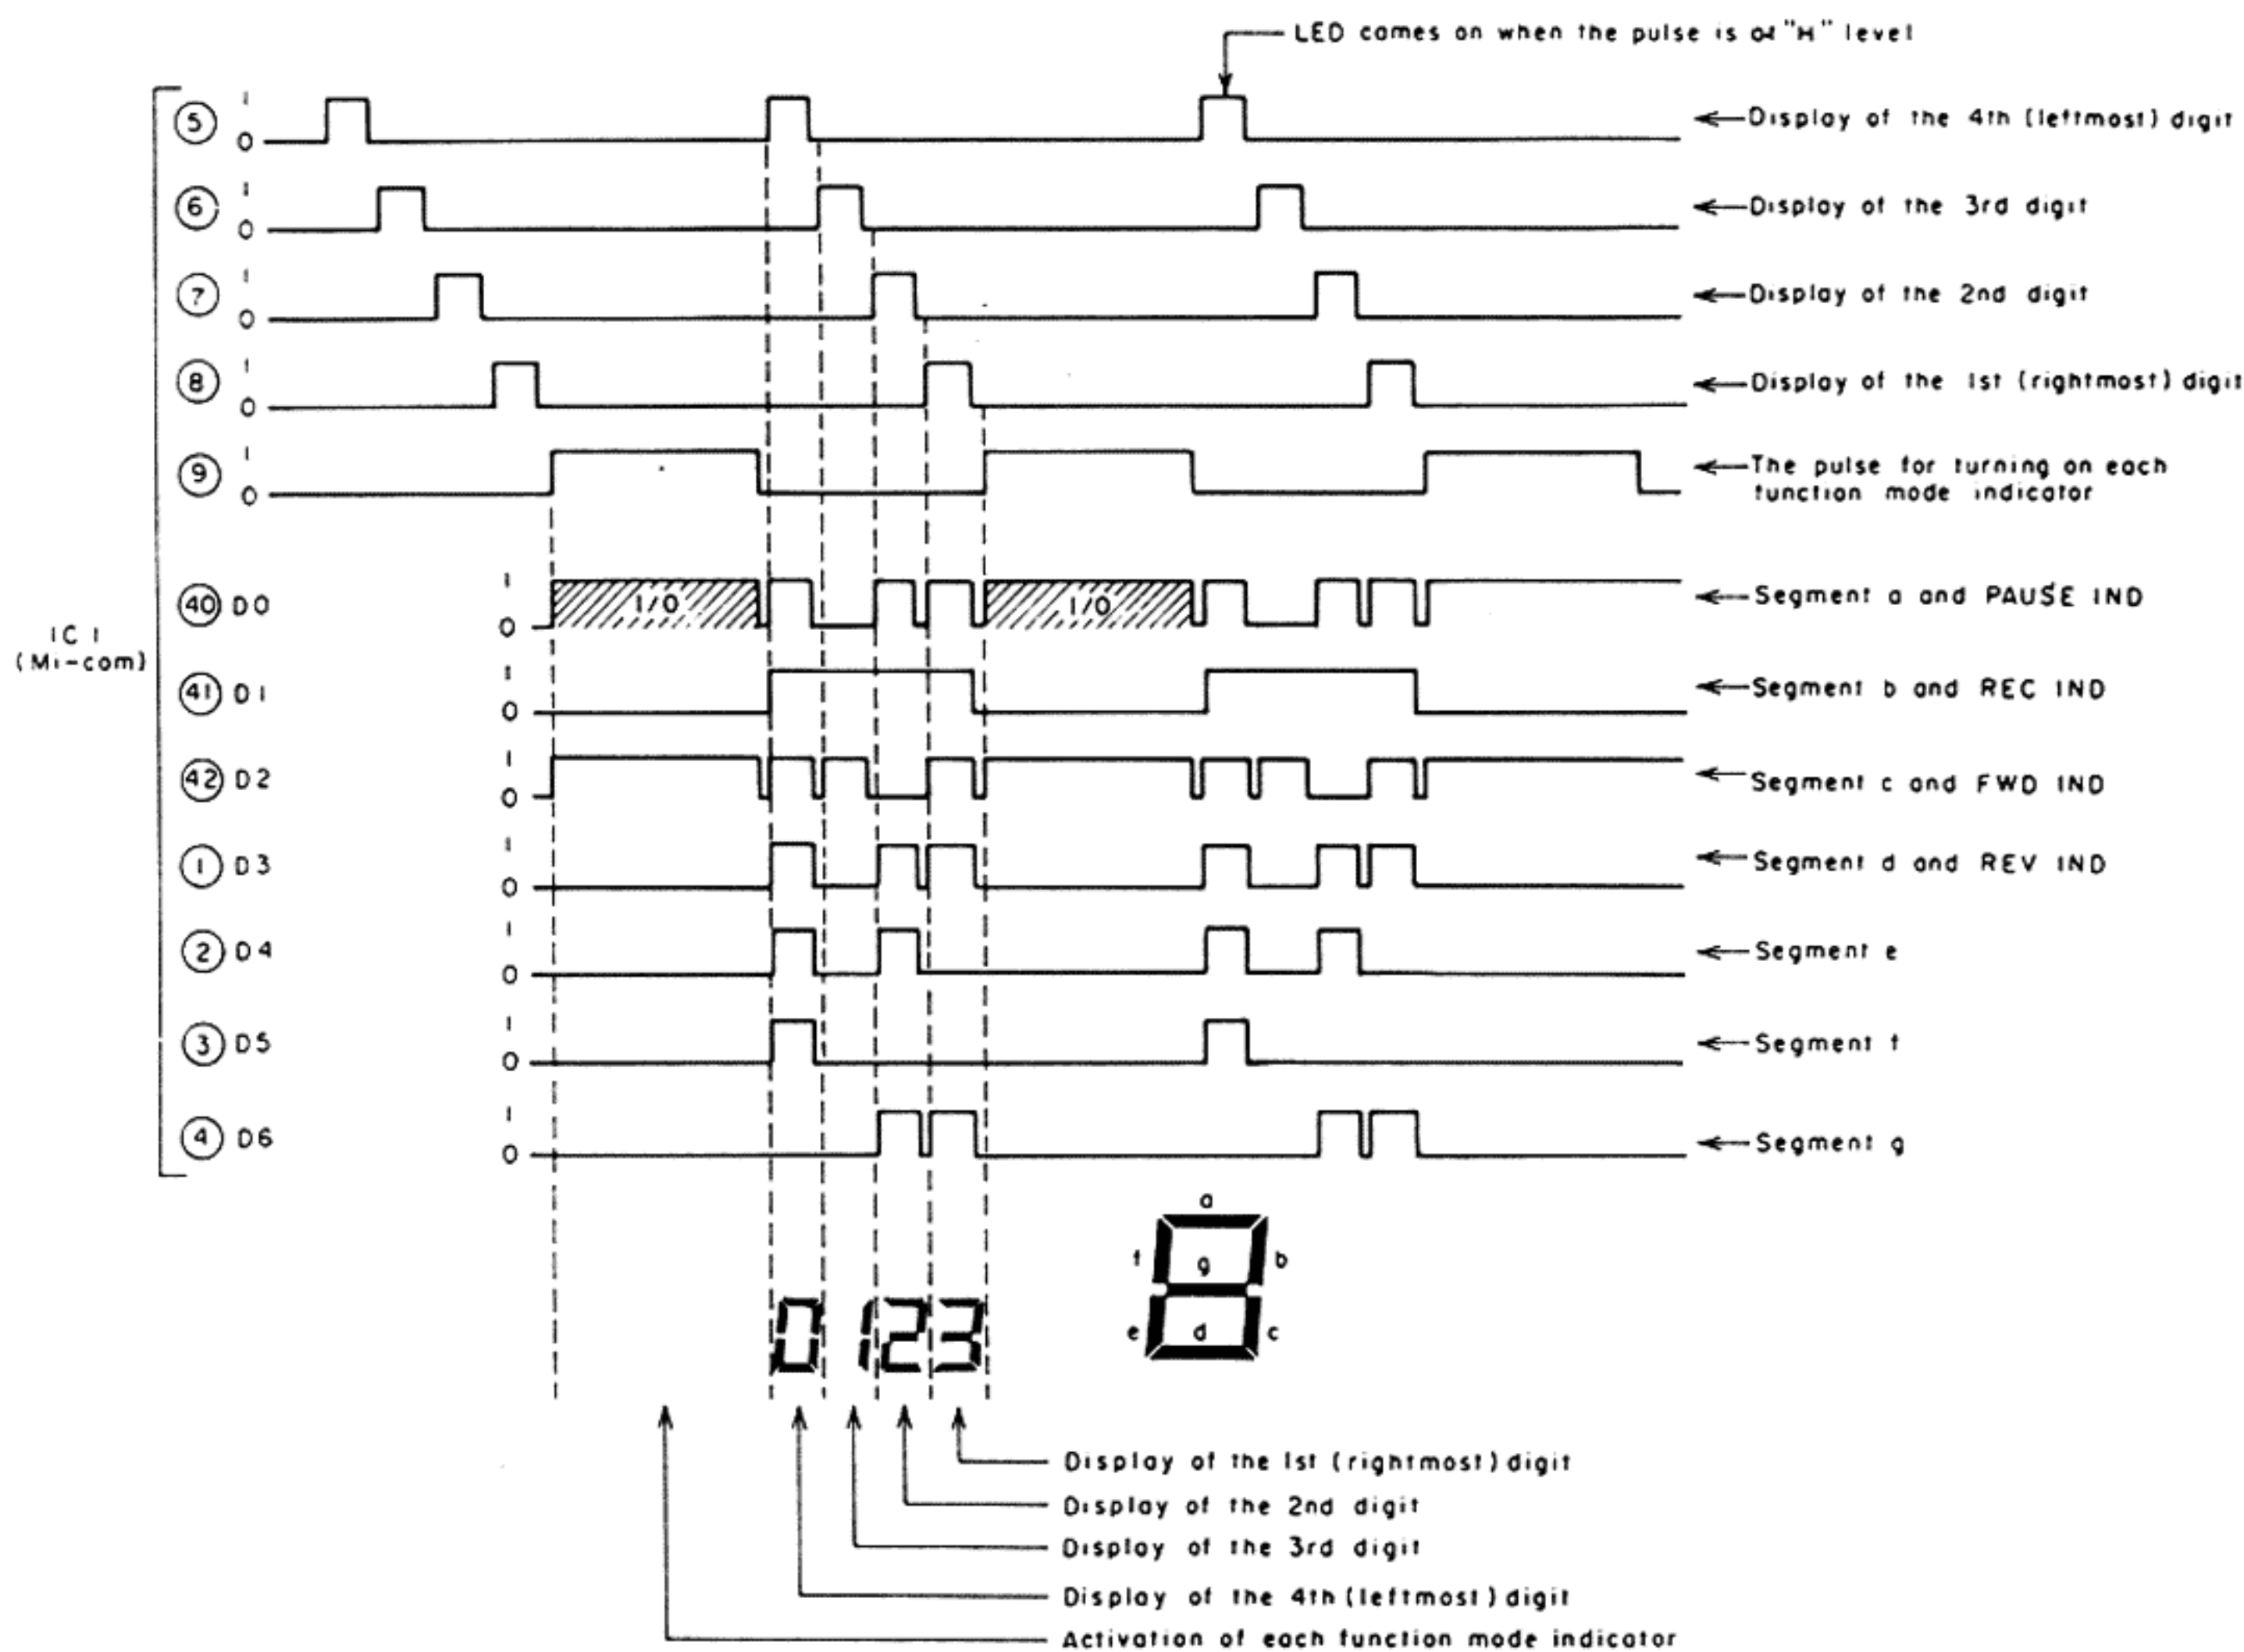 LED comes on when the pulse is at "H" level
5 1 0 Display of the 4th (leftmost) digit
6 1 0 Display of the 3rd digit
7 1 0 Display of the 2nd digit
8 1 0 Display of the 1st (rightmost) digit
9 1 0 The pulse for turning on each
function mode indicator
IC 1
(Mi-com)
40 D0 1 0 1/0 1/0 Segment a and PAUSE IND
41 D1 1 0 Segment b and REC IND
42 D2 1 0 Segment c and FWD IND
1 D3 1 0 Segment d and REV IND
2 D4 1 0 Segment e
3 D5 1 0 Segment f
4 D6 1 0 Segment g
a
f g b
e d c
0123
Display of the 1st (rightmost) digit
Display of the 2nd digit
Display of the 3rd digit
Display of the 4th (leftmost) digit
Activation of each function mode indicator